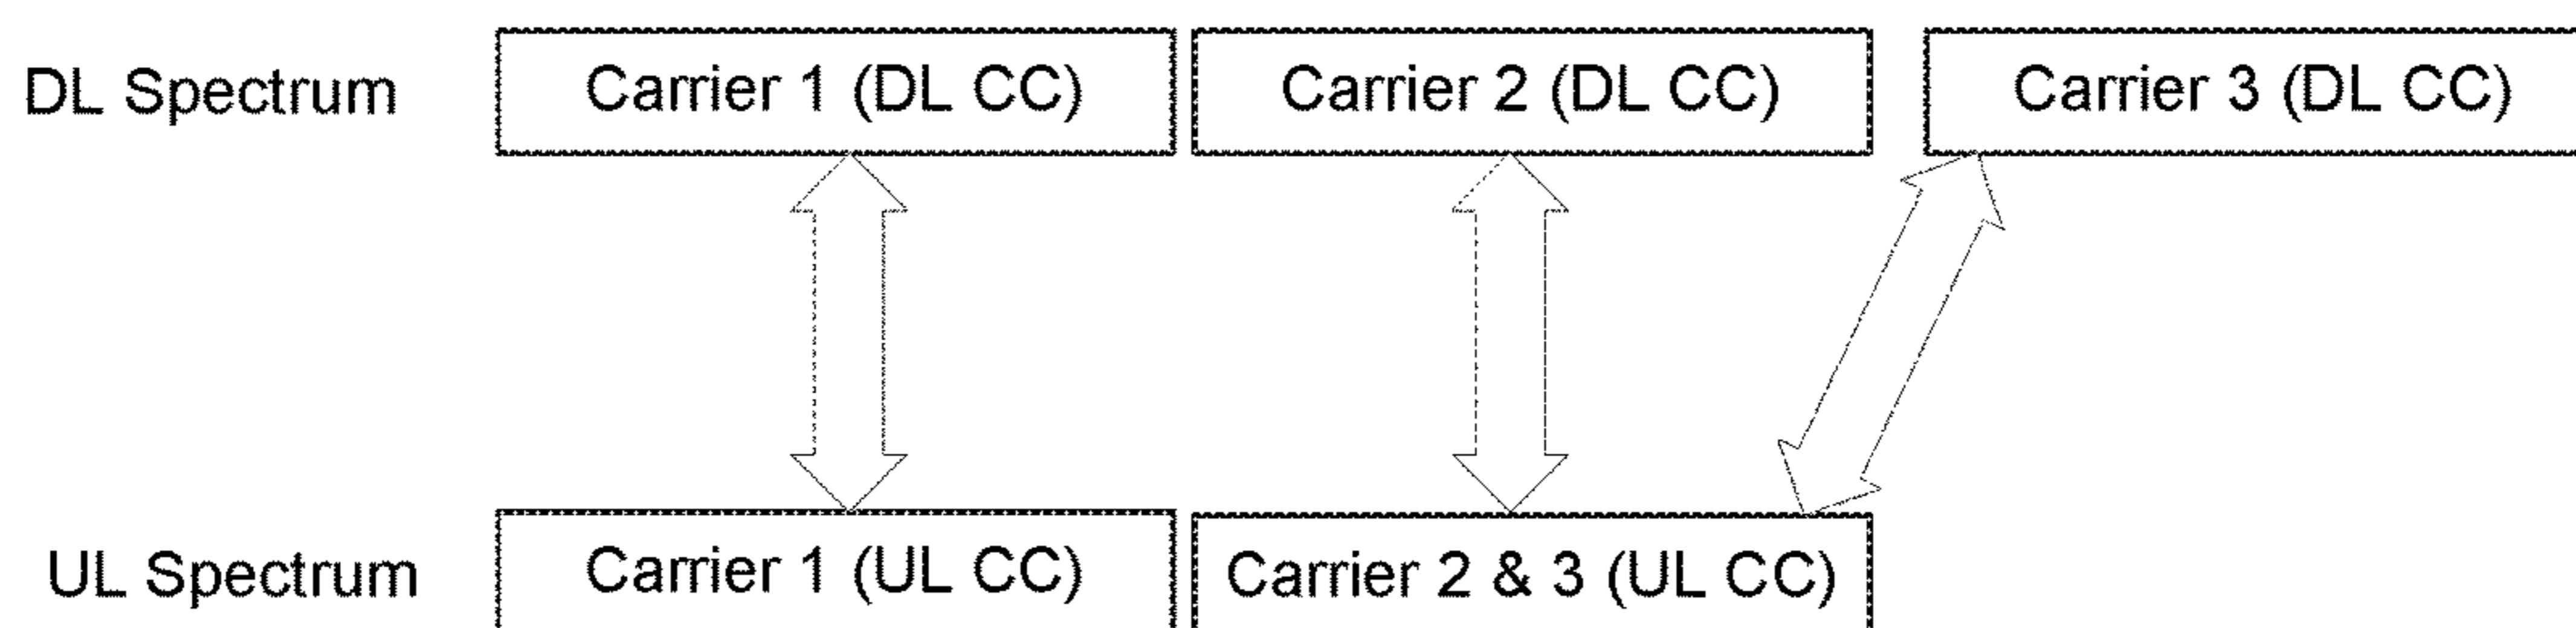 DL Spectrum
Carrier 1 (DL CC)
Carrier 2 (DL CC)
Carrier 3 (DL CC)
UL Spectrum
Carrier 1 (UL CC)
Carrier 2 & 3 (UL CC)